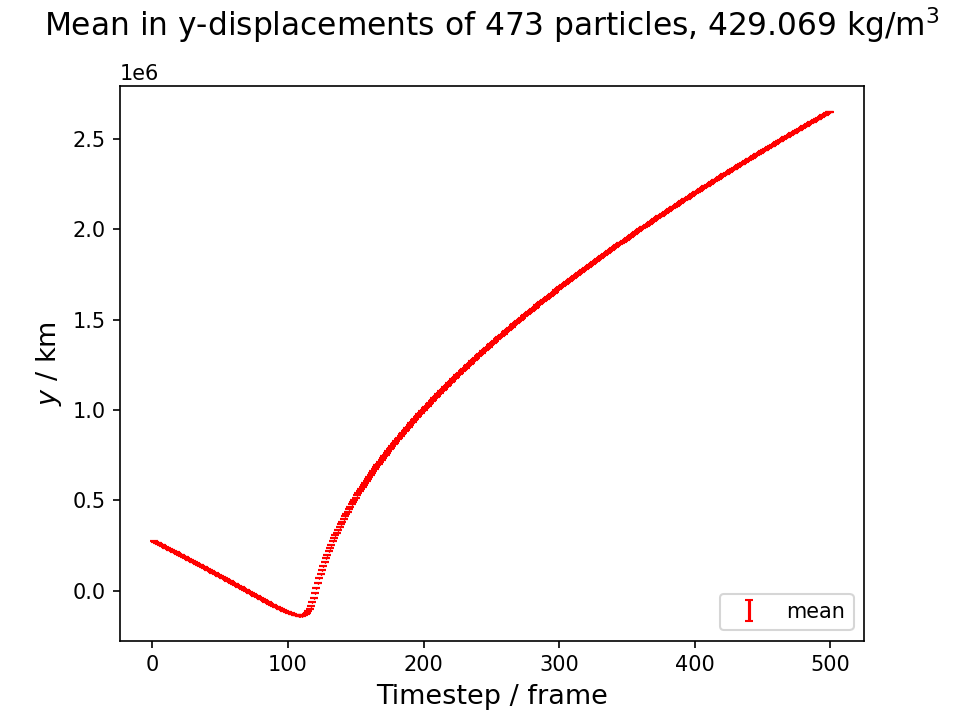 Mean in y-displacements of 473 particles, 429.069 kg/m³
1e6
2.5
2.0
1.5
1.0
0.5
0.0
y / km
mean
0 100 200 300 400 500
Timestep / frame